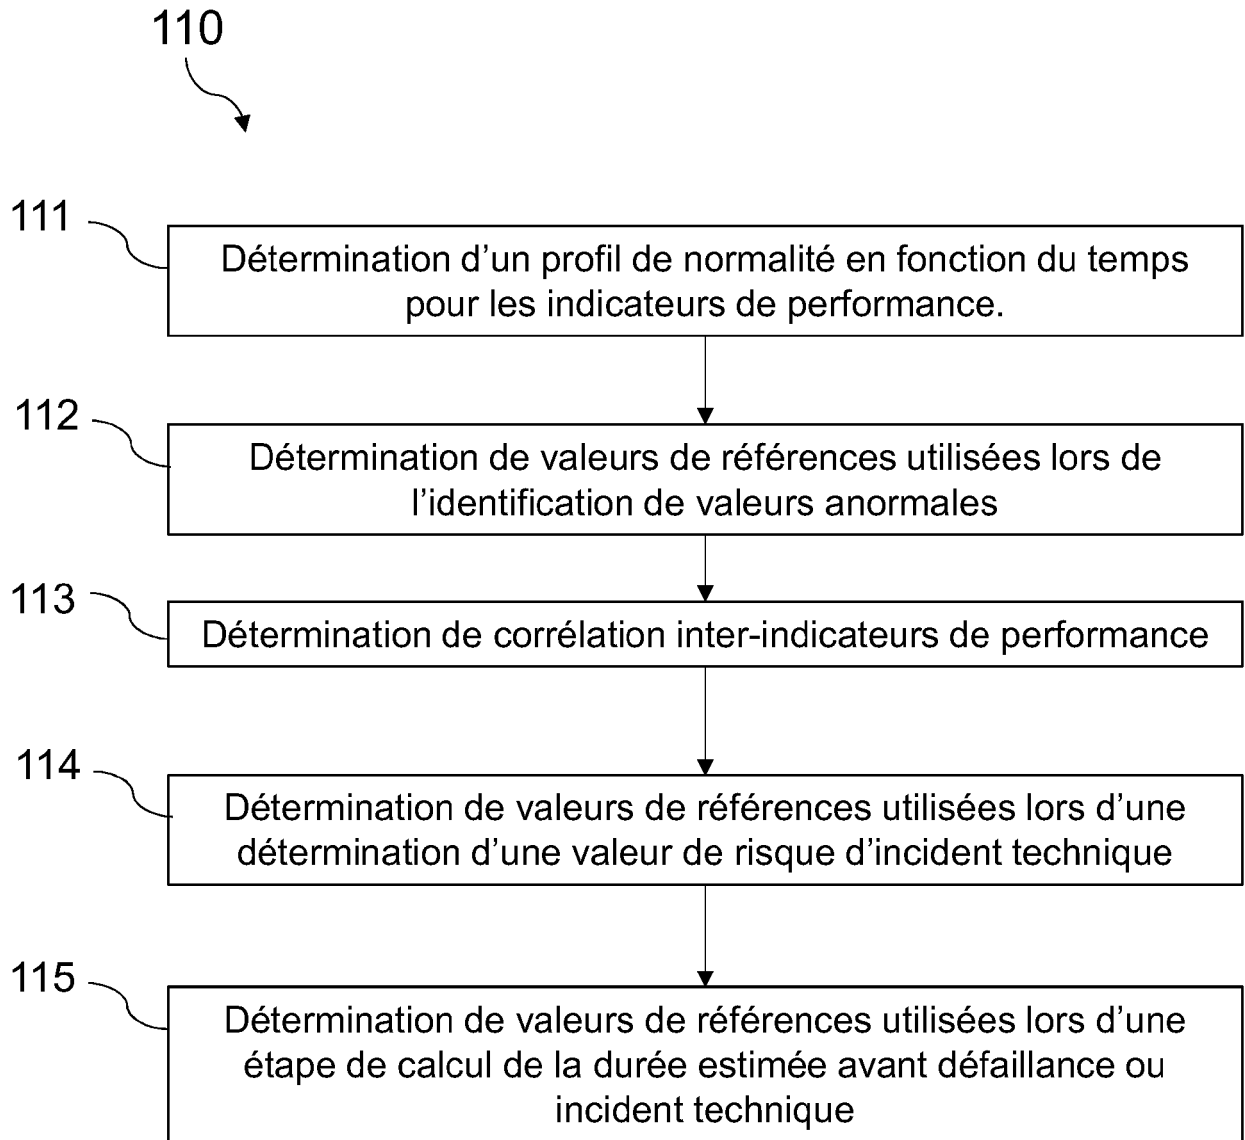 110
111
Détermination d'un profil de normalité en fonction du temps
pour les indicateurs de performance.
112
Détermination de valeurs de références utilisées lors de
l'identification de valeurs anormales
113
Détermination de corrélation inter-indicateurs de performance
114
Détermination de valeurs de références utilisées lors d'une
détermination d'une valeur de risque d'incident technique
115
Détermination de valeurs de références utilisées lors d'une
étape de calcul de la durée estimée avant défaillance ou
incident technique